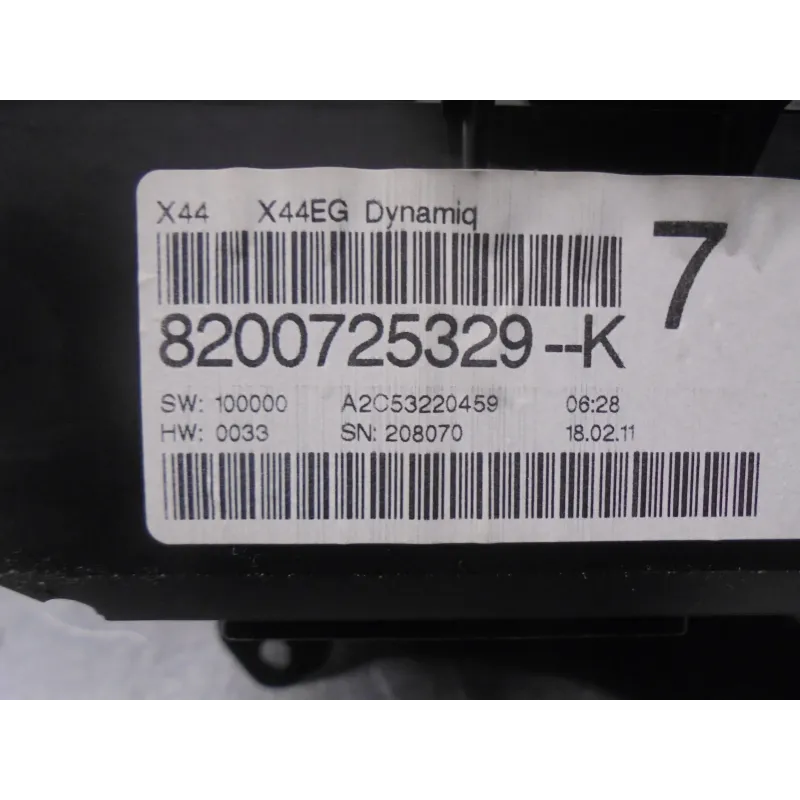 X44 X44EG Dynamiq
7
8200725329--K
SW: 100000 A2C53220459 06:28
HW: 0033 SN: 208070 18.02.11